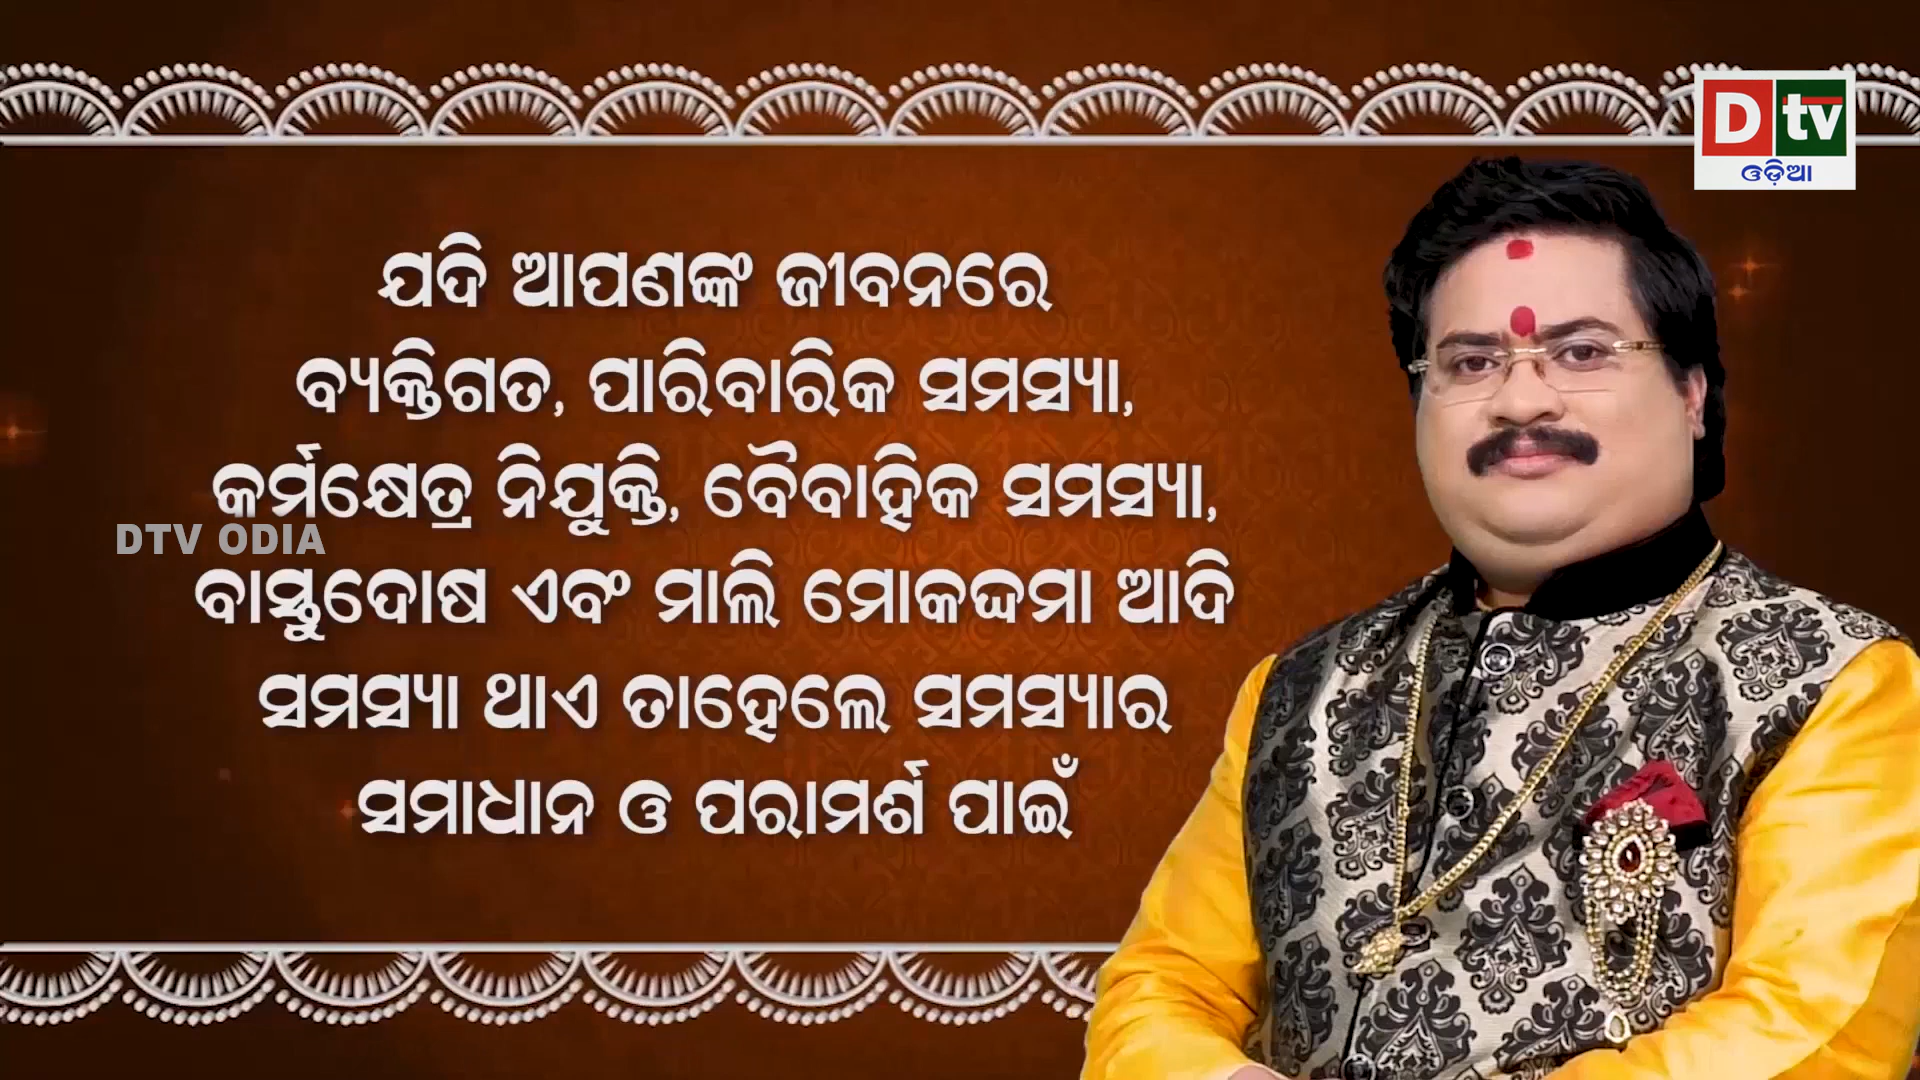 D tv
ଓଡ଼ିଆ
ଯଦି ଆପଣଙ୍କ ଜୀବନରେ
ବ୍ୟକ୍ତିଗତ, ପାରିବାରିକ ସମସ୍ୟା,
କର୍ମକ୍ଷେତ୍ର ନିଯୁକ୍ତି, ବୈବାହିକ ସମସ୍ୟା,
DTV ODIA
ବାସ୍ତୁଦୋଷ ଏବଂ ମାଲି ମୋକଦ୍ଦମା ଆଦି
ସମସ୍ୟା ଥାଏ ତାହେଲେ ସମସ୍ୟାର
ସମାଧାନ ଓ ପରାମର୍ଶ ପାଇଁ